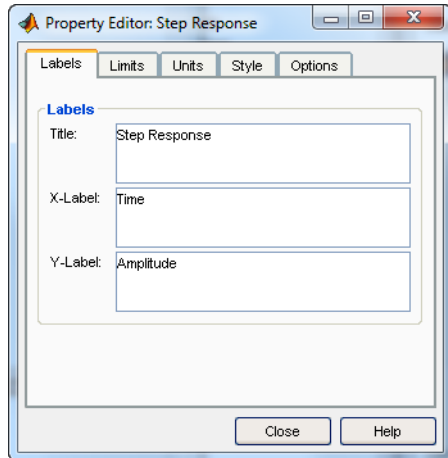 Property Editor: Step Response
Labels Limits Units Style Options
Labels
Title: Step Response
X-Label: Time
Y-Label: Amplitude
Close Help